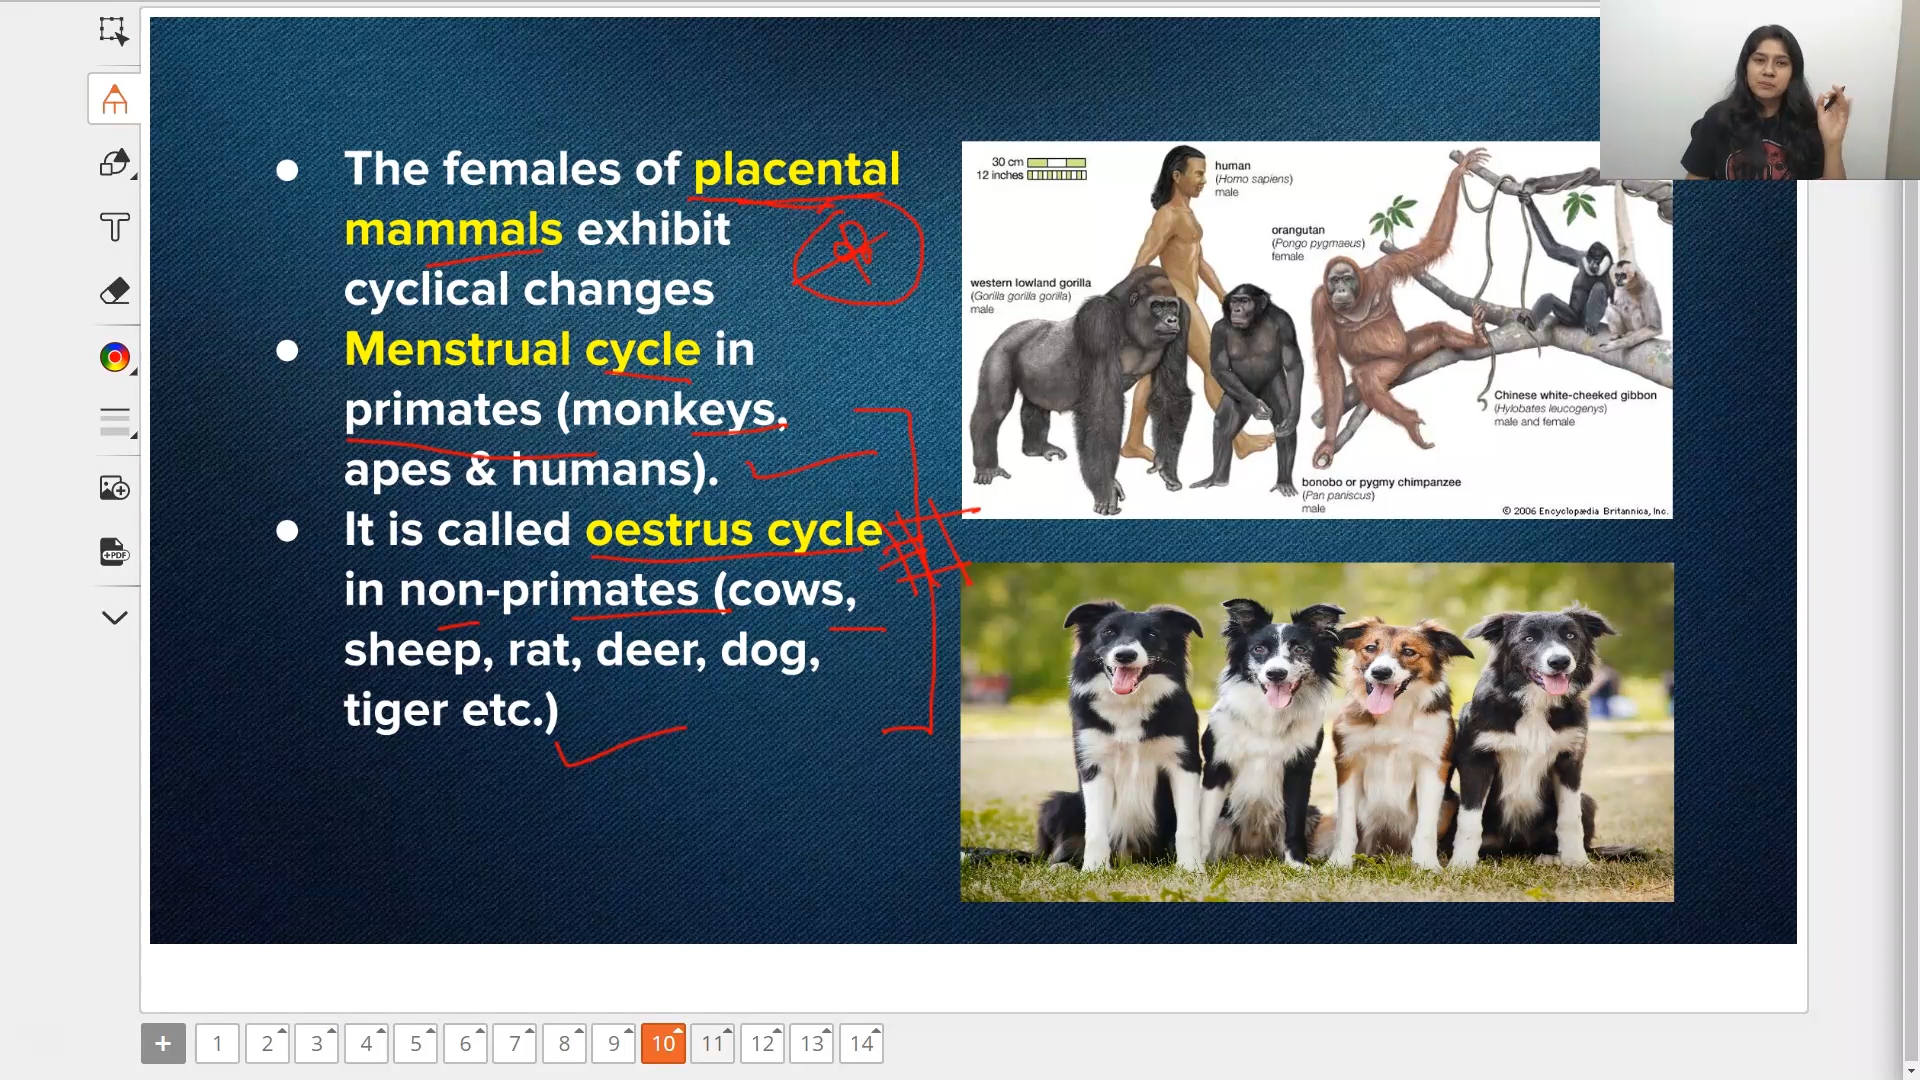 ● The females of placental
mammals exhibit
cyclical changes
● Menstrual cycle in
primates (monkeys,
apes & humans).
● It is called oestrus cycle
in non-primates (cows,
sheep, rat, deer, dog,
tiger etc.)
30 cm
12 inches
human
(Homo sapiens)
male
orangutan
(Pongo pygmaeus)
female
western lowland gorilla
(Gorilla gorilla gorilla)
male
Chinese white-cheeked gibbon
(Hylobates leucogenys)
male and female
bonobo or pygmy chimpanzee
(Pan paniscus)
male
© 2006 Encyclopædia Britannica, Inc.
T
+PDF
+ 1 2 3 4 5 6 7 8 9 10 11 12 13 14